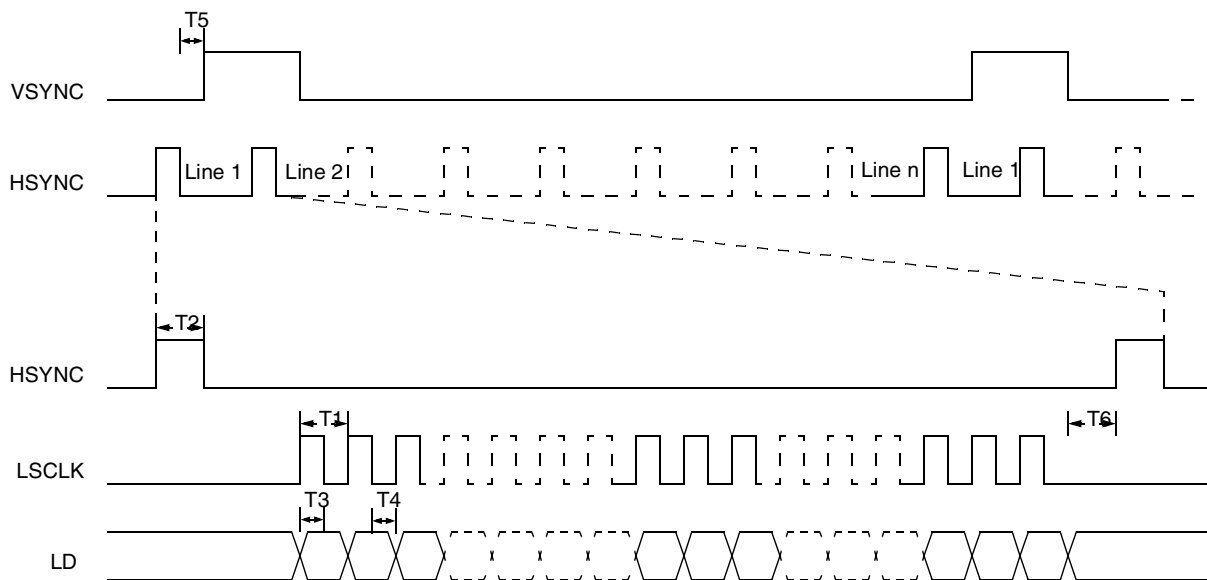 T5
VSYNC
HSYNC Line 1 Line 2 Line n Line 1
T2
HSYNC
T1 T6
LSCLK
T3 T4
LD